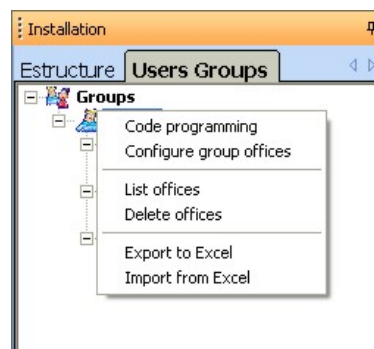 Installation
Estructure Users Groups
Groups
Code programming
Configure group offices
List offices
Delete offices
Export to Excel
Import from Excel